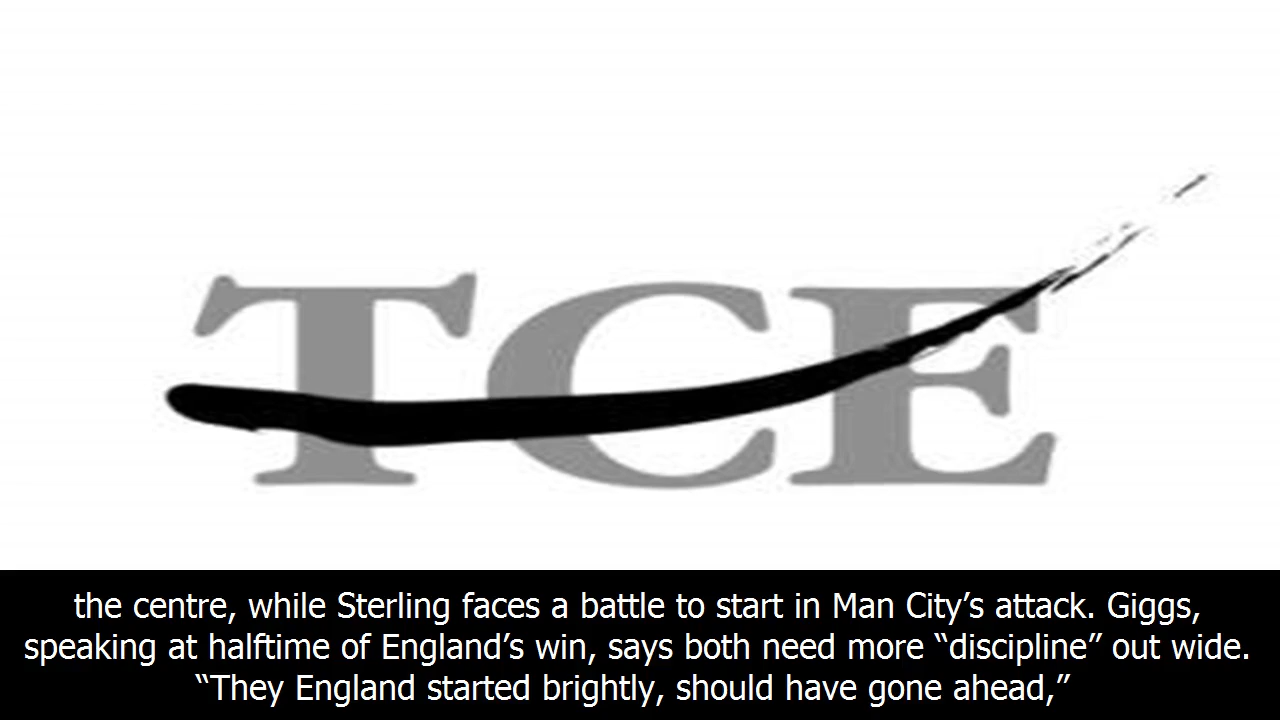 TCE
the centre, while Sterling faces a battle to start in Man City’s attack. Giggs,
speaking at halftime of England’s win, says both need more “discipline” out wide.
“They England started brightly, should have gone ahead,”